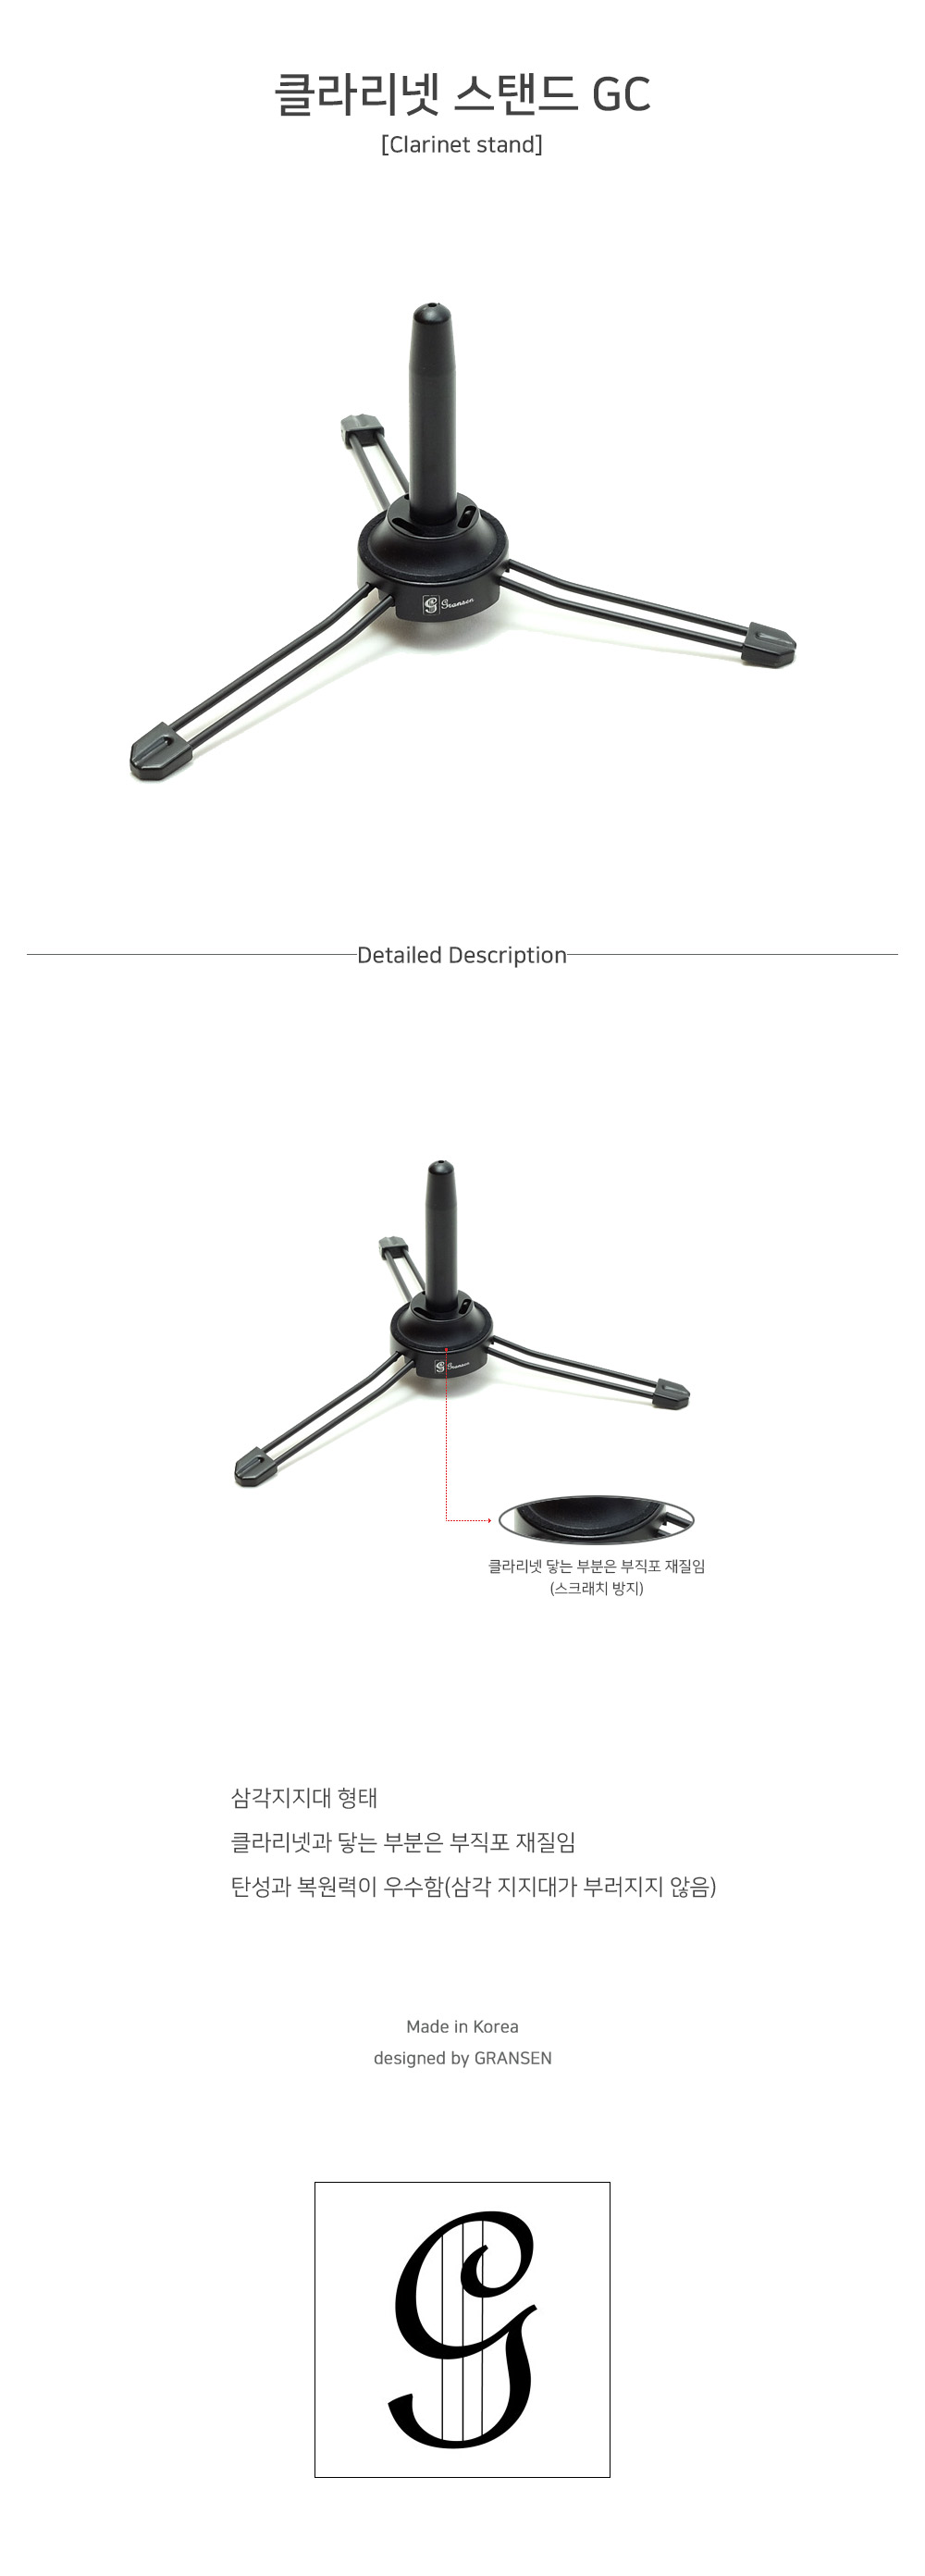 클라리넷 스탠드 GC
[Clarinet stand]
Gransen
Detailed Description
Gransen
클라리넷 닿는 부분은 부직포 재질임
(스크래치 방지)
삼각지지대 형태
클라리넷과 닿는 부분은 부직포 재질임
탄성과 복원력이 우수함(삼각 지지대가 부러지지 않음)
Made in Korea
designed by GRANSEN
G